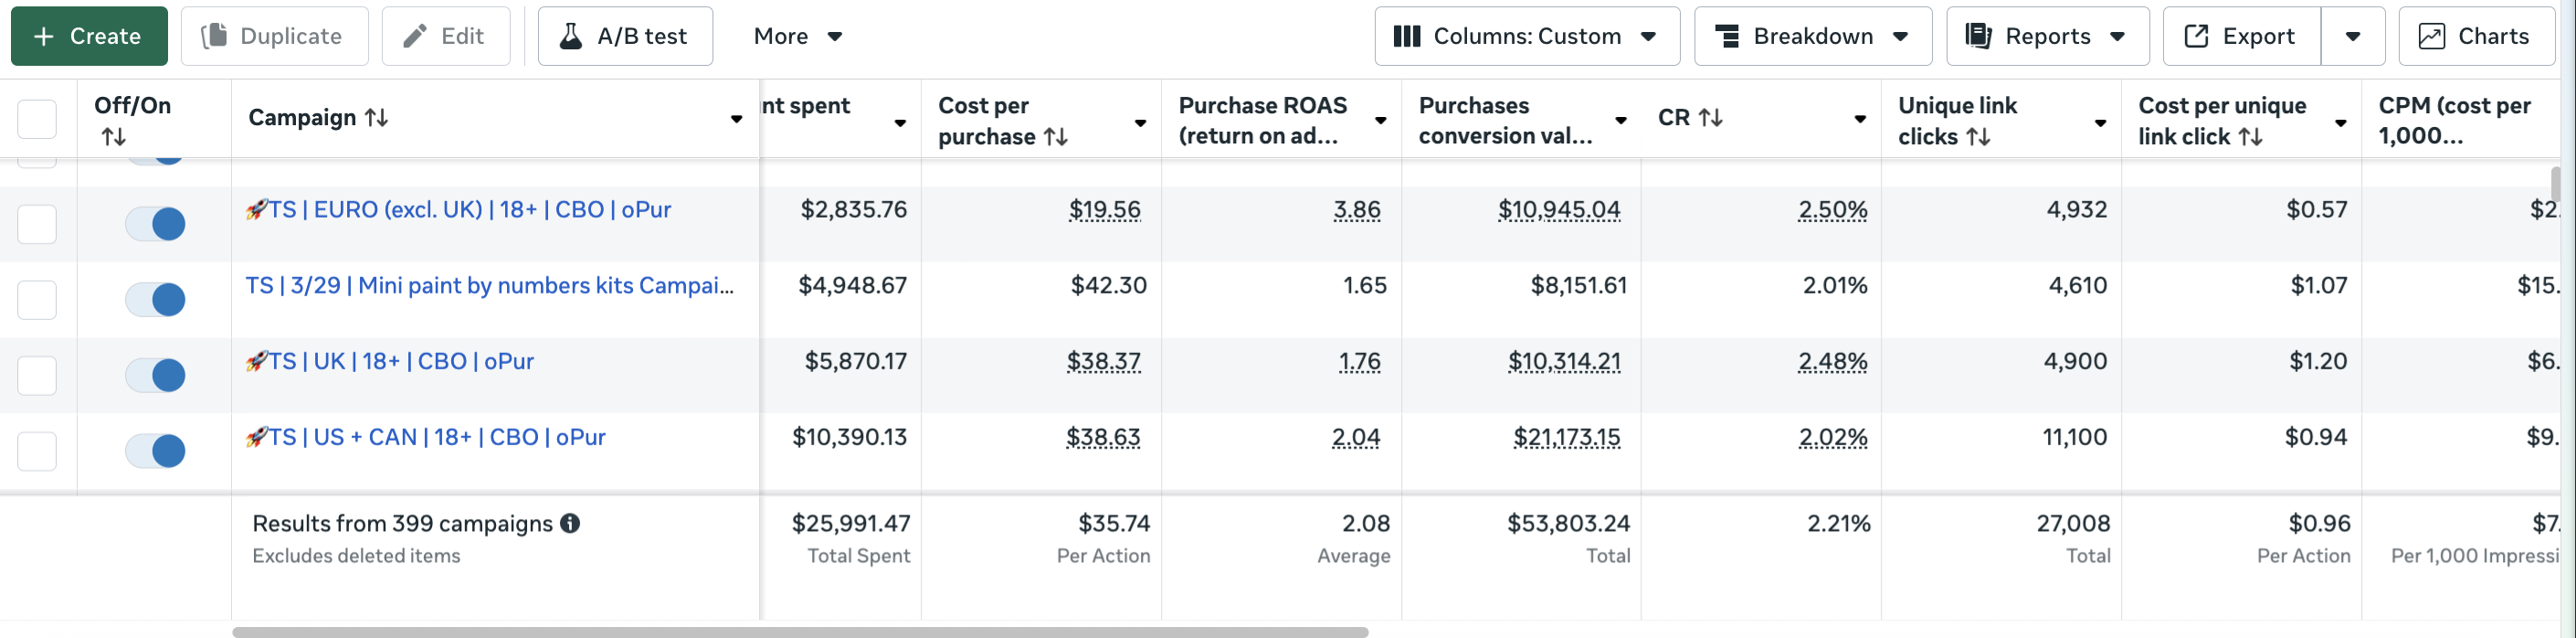 + Create
Duplicate
Edit
A/B test
More
Columns: Custom
Breakdown
Reports
Export
Charts
Off/On
Campaign
nt spent
Cost per
purchase
Purchase ROAS
(return on ad...
Purchases
conversion val...
CR
Unique link
clicks
Cost per unique
link click
CPM (cost per
1,000...
🚀TS | EURO (excl. UK) | 18+ | CBO | oPur $2,835.76 $19.56 3.86 $10,945.04 2.50% 4,932 $0.57 $2.
TS | 3/29 | Mini paint by numbers kits Campai... $4,948.67 $42.30 1.65 $8,151.61 2.01% 4,610 $1.07 $15.
🚀TS | UK | 18+ | CBO | oPur $5,870.17 $38.37 1.76 $10,314.21 2.48% 4,900 $1.20 $6.
🚀TS | US + CAN | 18+ | CBO | oPur $10,390.13 $38.63 2.04 $21,173.15 2.02% 11,100 $0.94 $9.
Results from 399 campaigns $25,991.47 $35.74 2.08 $53,803.24 2.21% 27,008 $0.96 $7.
Excludes deleted items Total Spent Per Action Average Total Total Per Action Per 1,000 Impressi